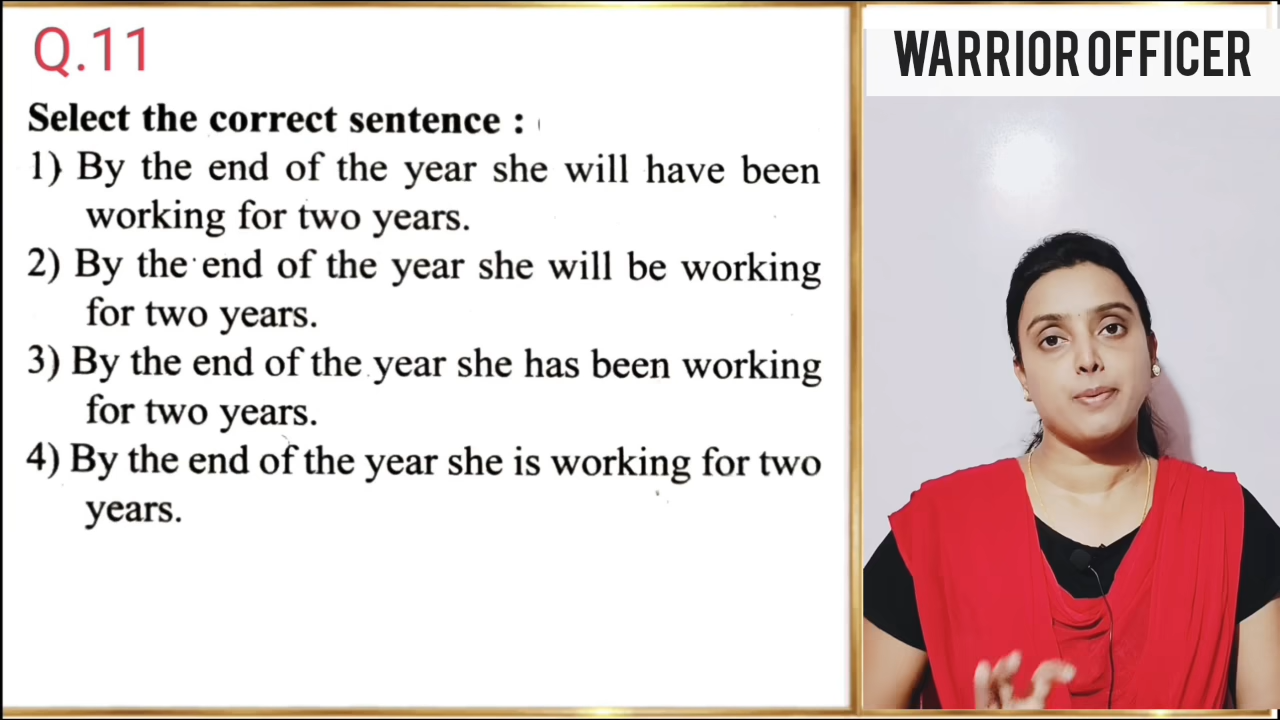 Q.11
WARRIOR OFFICER
Select the correct sentence :
1) By the end of the year she will have been
working for two years.
2) By the end of the year she will be working
for two years.
3) By the end of the year she has been working
for two years.
4) By the end of the year she is working for two
years.